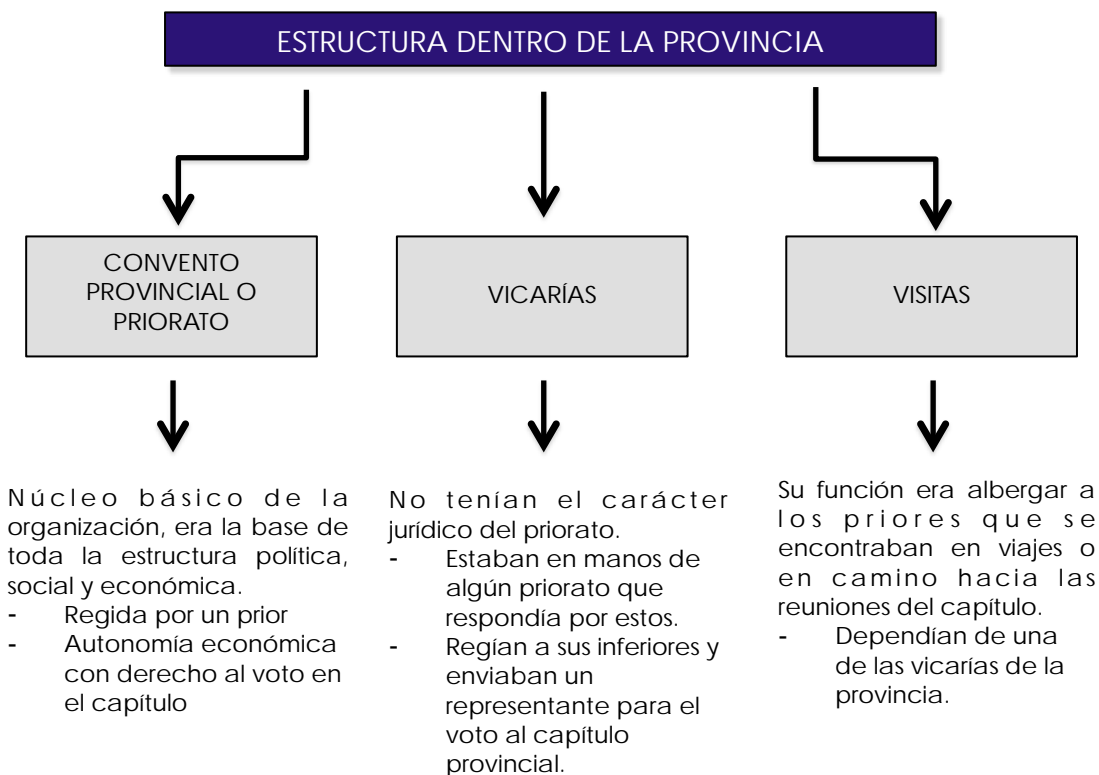 ESTRUCTURA DENTRO DE LA PROVINCIA
CONVENTO
PROVINCIAL O
PRIORATO
Núcleo básico de la
organización, era la base de
toda la estructura política,
social y económica.
- Regida por un prior
- Autonomía económica
con derecho al voto en
el capítulo
VICARÍAS
No tenían el carácter
jurídico del priorato.
- Estaban en manos de
algún priorato que
respondía por estos.
- Regían a sus inferiores y
enviaban un
representante para el
voto al capítulo
provincial.
VISITAS
Su función era albergar a
los priores que se
encontraban en viajes o
en camino hacia las
reuniones del capítulo.
- Dependían de una
de las vicarías de la
provincia.